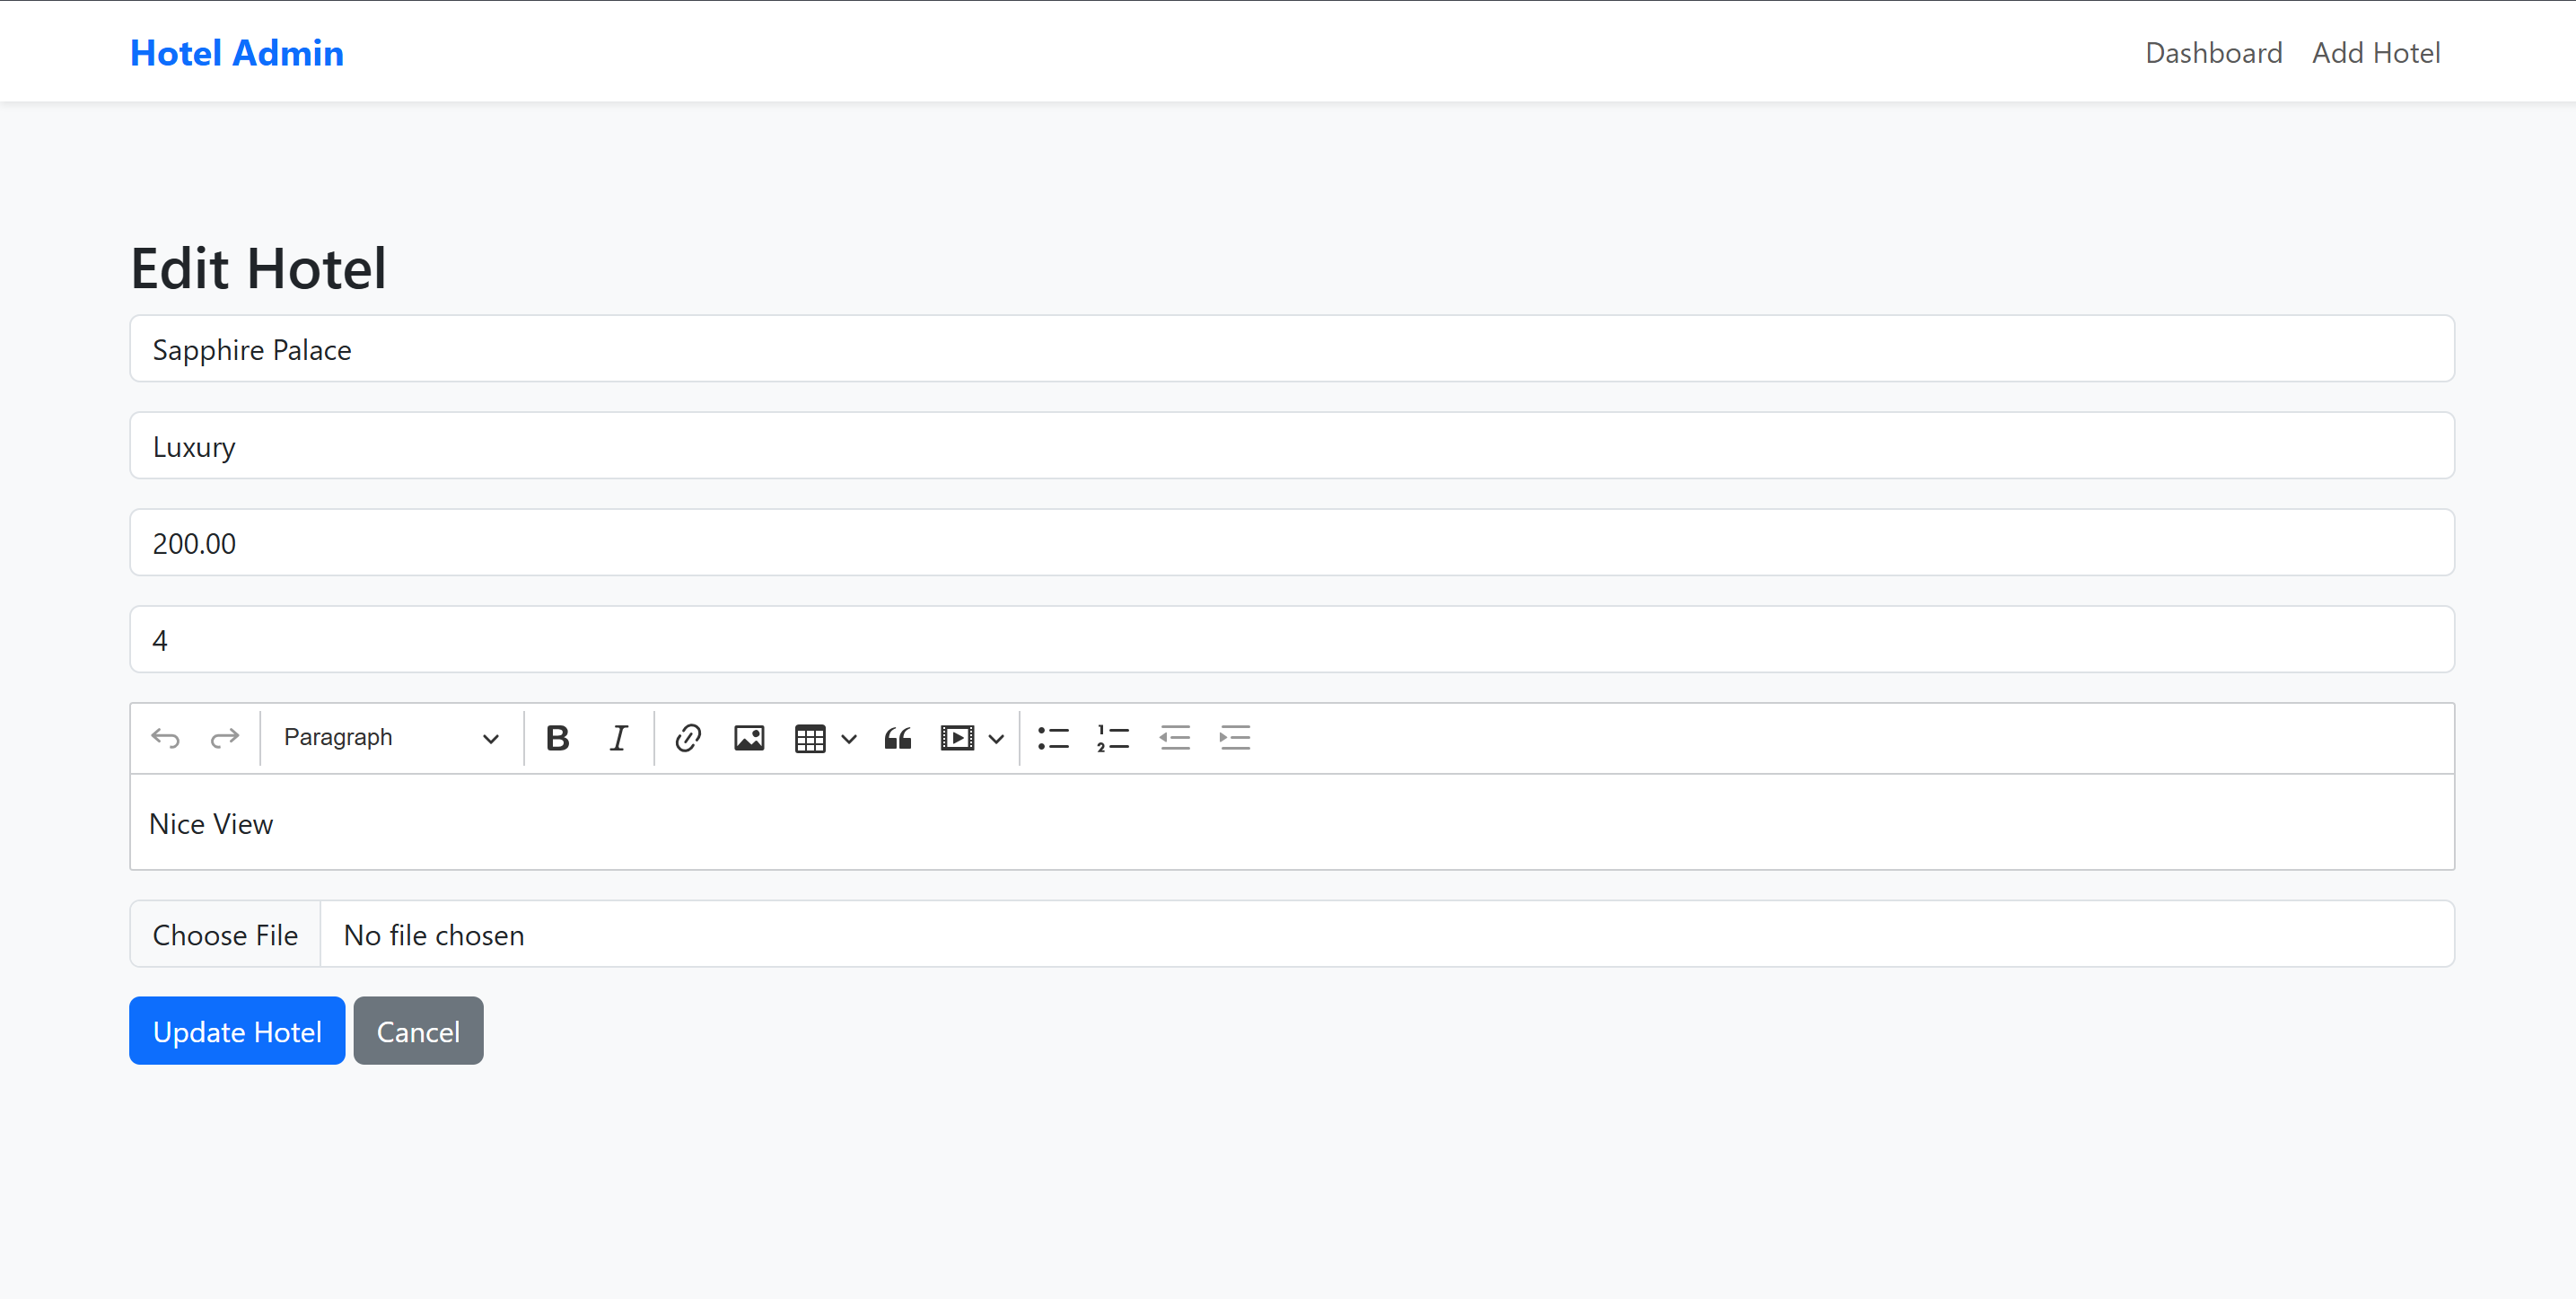 Hotel Admin
Dashboard Add Hotel
Edit Hotel
Sapphire Palace
Luxury
200.00
4
Paragraph
Nice View
Choose File No file chosen
Update Hotel Cancel